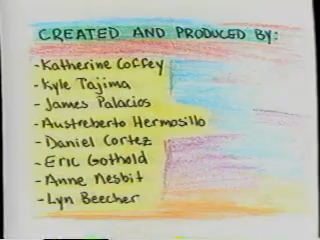 CREATED AND PRODUCED BY:
-Katherine Coffey
-Kyle Tajima
-James Palacios
-Austreberto Hermosillo
-Daniel Cortez
-Eric Gothold
-Anne Nesbit
-Lyn Beecher